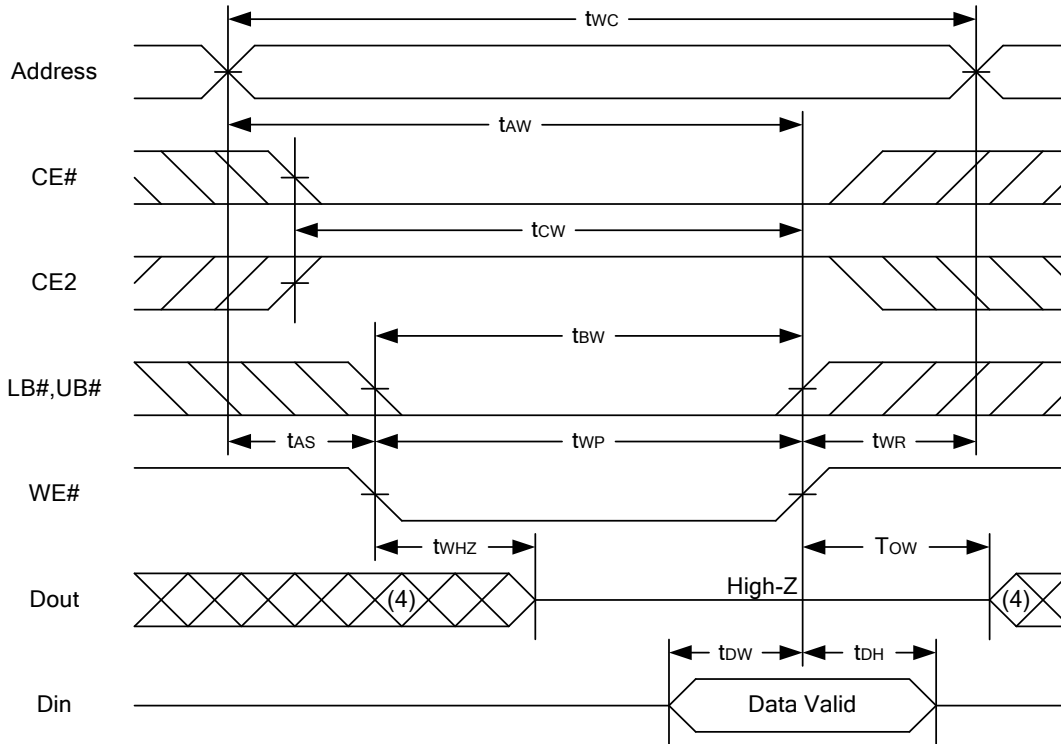 tWC
Address
tAW
CE#
tCW
CE2
tBW
LB#,UB#
tAS
tWP
tWR
WE#
tWHZ
TOW
Dout
(4)
High-Z
(4)
tDW
tDH
Din
Data Valid